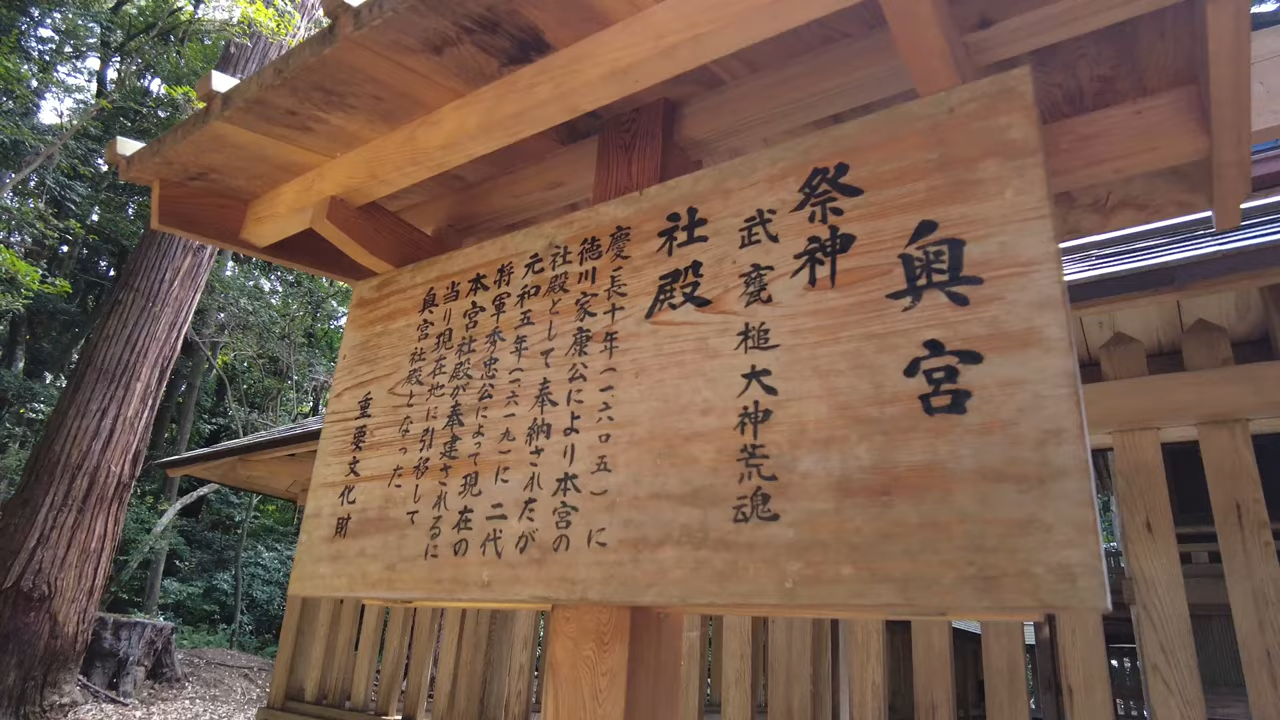 奥宮
祭神
武甕槌大神荒魂
社殿
慶長十年(一六〇五)に
徳川家康公により本宮の
社殿として奉納されたが
元和五年(一六一九)に二代
将軍秀忠公によって現在の
本宮社殿が奉建されるに
当り現在地に引移して
奥宮社殿となった
重要文化財